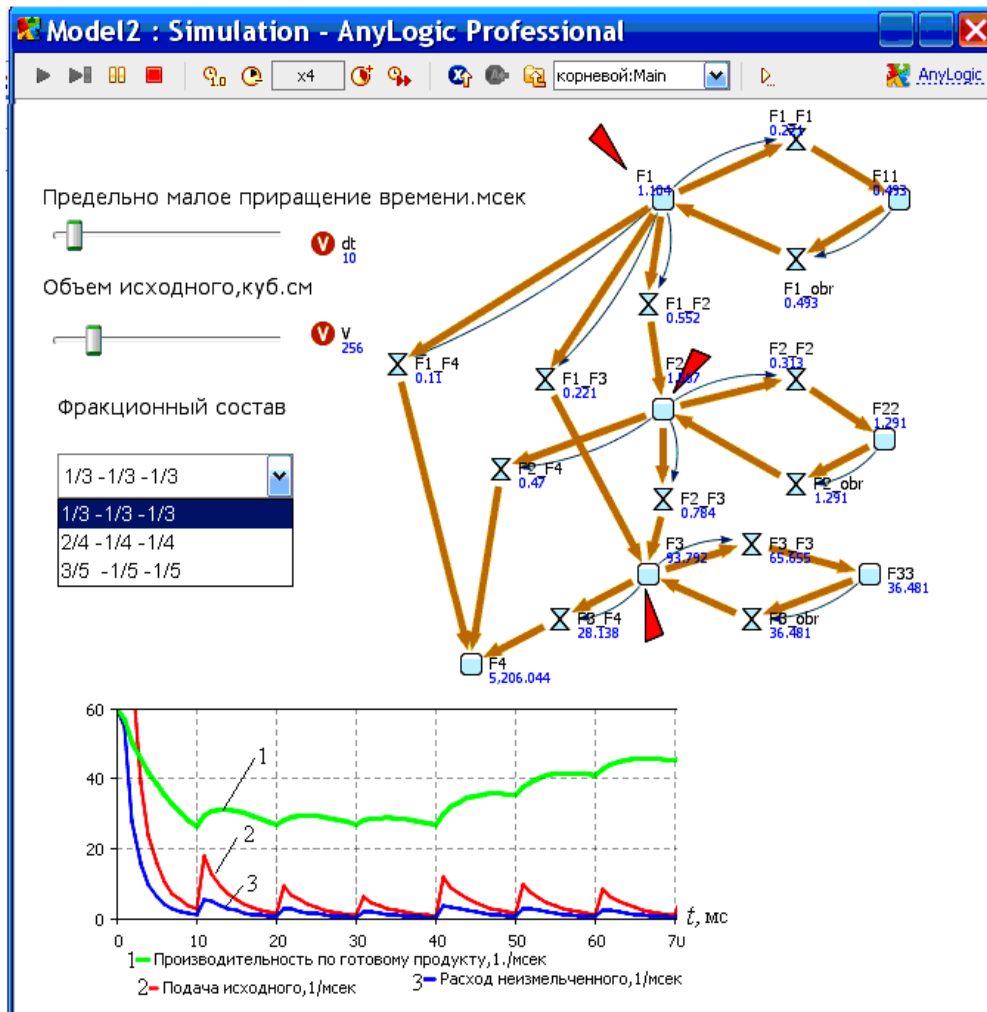 Model2 : Simulation - AnyLogic Professional
x4
корневой:Main
AnyLogic
Предельно малое приращение времени.мсек
dt
10
Объем исходного,куб.см
V
256
Фракционный состав
1/3 -1/3 -1/3
1/3 -1/3 -1/3
2/4 -1/4 -1/4
3/5 -1/5 -1/5
F1_F1
0.221
F1
1.104
F11
0.493
F1_obr
0.493
F1_F2
0.552
F1_F4
0.11
F1_F3
0.221
F2
F2_F2
0.313
F22
1.291
F2_F4
0.47
F2_obr
1.291
F2_F3
0.784
F3
93.792
F3_F3
65.655
F33
36.481
F3_F4
28.138
F3_obr
36.481
F4
5,206.044
60
40
20
0
1
2
3
0 10 20 30 40 50 60 70
t, мс
1 Производительность по готовому продукту,1./мсек
2 Подача исходного,1/мсек
3 Расход неизмельченного,1/мсек